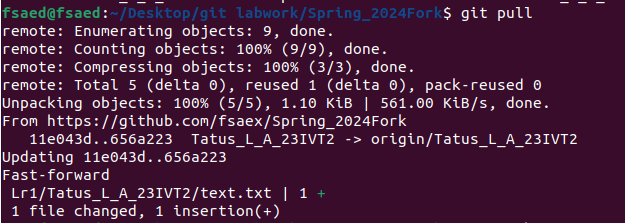 fsaed@fsaed:~/Desktop/git labwork/Spring_2024Fork$ git pull
remote: Enumerating objects: 9, done.
remote: Counting objects: 100% (9/9), done.
remote: Compressing objects: 100% (3/3), done.
remote: Total 5 (delta 0), reused 1 (delta 0), pack-reused 0
Unpacking objects: 100% (5/5), 1.10 KiB | 561.00 KiB/s, done.
From https://github.com/fsaex/Spring_2024Fork
   11e043d..656a223  Tatus_L_A_23IVT2 -> origin/Tatus_L_A_23IVT2
Updating 11e043d..656a223
Fast-forward
 Lr1/Tatus_L_A_23IVT2/text.txt | 1 +
 1 file changed, 1 insertion(+)